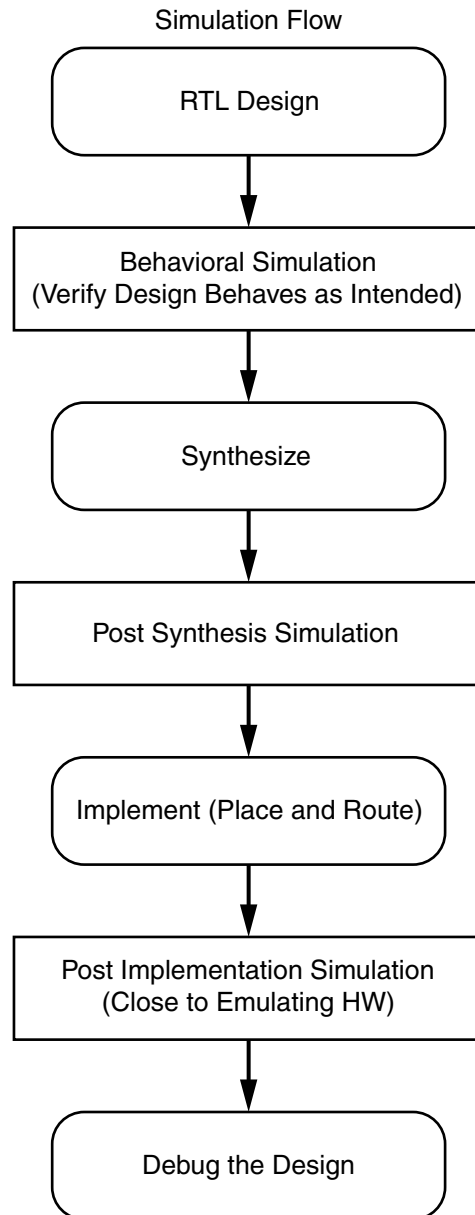 Simulation Flow
RTL Design
Behavioral Simulation
(Verify Design Behaves as Intended)
Synthesize
Post Synthesis Simulation
Implement (Place and Route)
Post Implementation Simulation
(Close to Emulating HW)
Debug the Design